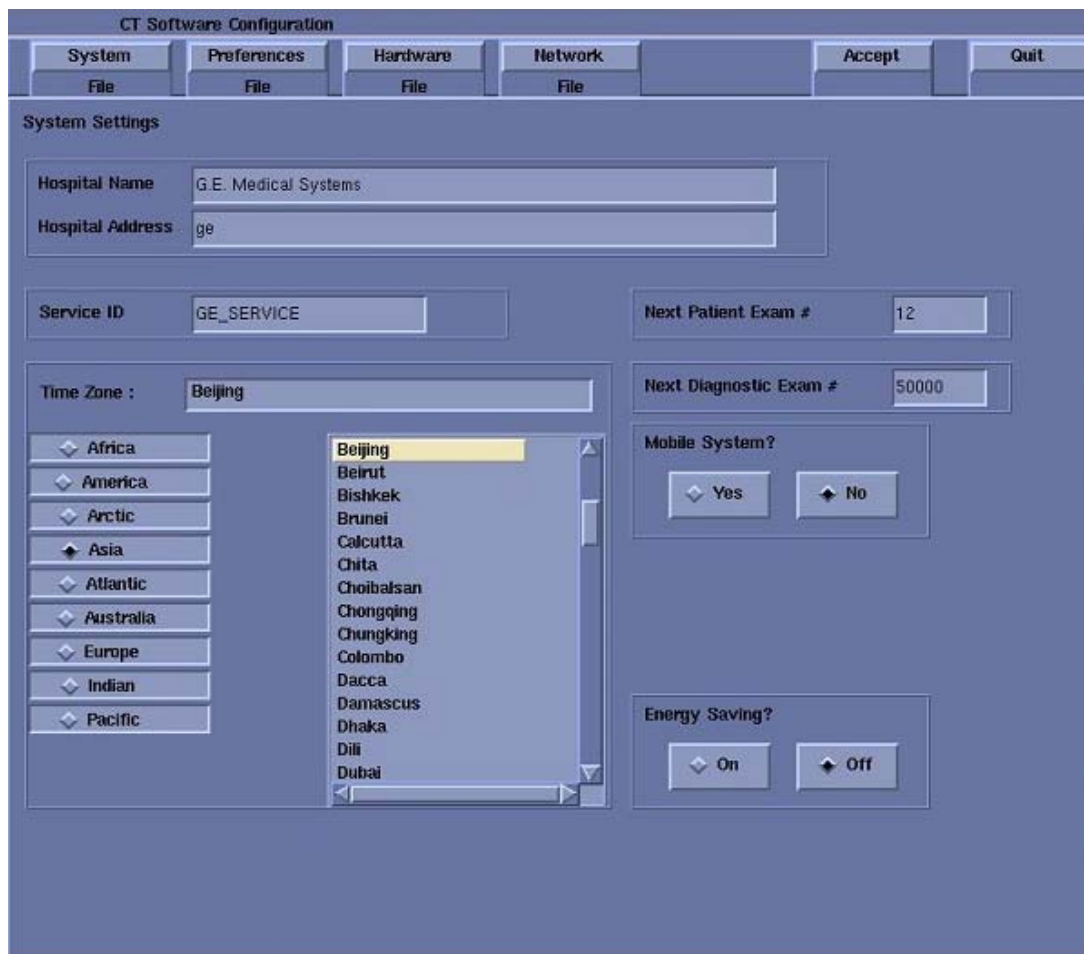 CT Software Configuration
System Preferences Hardware Network Accept Quit
File File File File
System Settings
Hospital Name G.E. Medical Systems
Hospital Address ge
Service ID GE_SERVICE
Next Patient Exam # 12
Time Zone : Beijing
Next Diagnostic Exam # 50000
Africa
America
Arctic
Asia
Atlantic
Australia
Europe
Indian
Pacific
Beijing
Beirut
Bishkek
Brunei
Calcutta
Chita
Choibalsan
Chongqing
Chungking
Colombo
Dacca
Damascus
Dhaka
Dili
Dubai
Mobile System?
Yes No
Energy Saving?
On Off